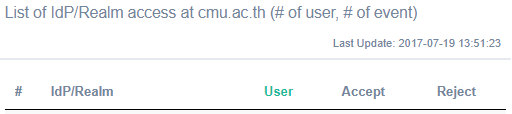 List of IdP/Realm access at cmu.ac.th (# of user, # of event)
Last Update: 2017-07-19 13:51:23
# IdP/Realm User Accept Reject